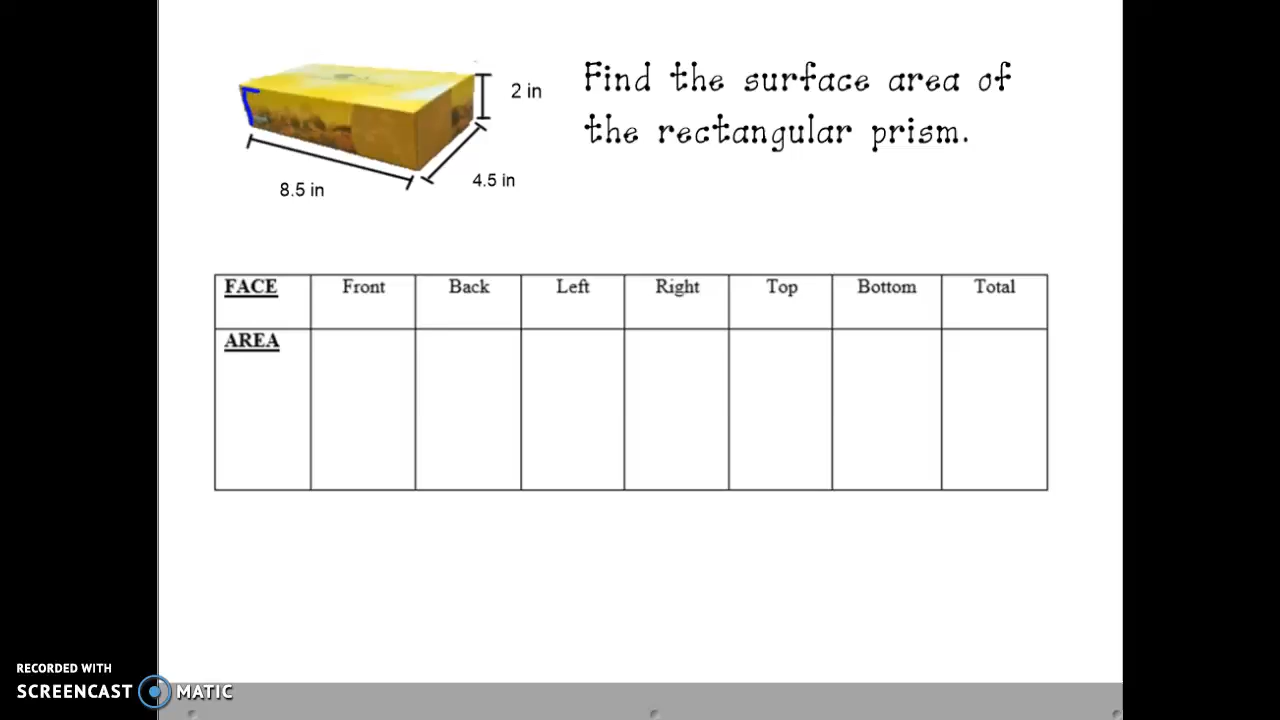 2 in
Find the surface area of
the rectangular prism.
8.5 in
4.5 in
FACE Front Back Left Right Top Bottom Total
AREA
RECORDED WITH
SCREENCAST MATIC